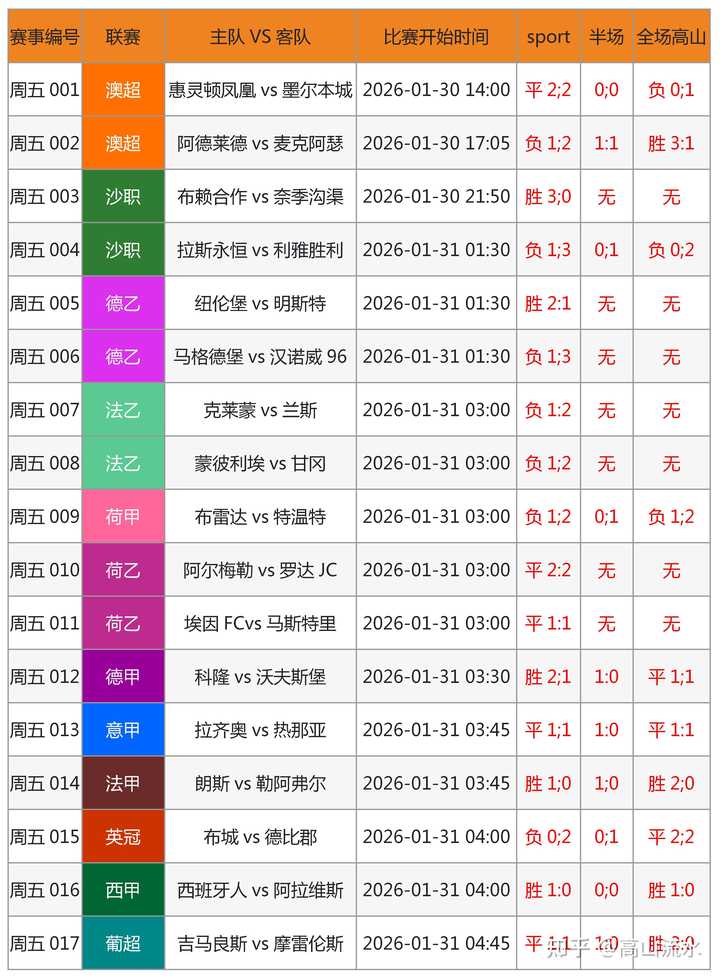 赛事编号 联赛 主队 VS 客队 比赛开始时间 sport 半场 全场高山
周五 001 澳超 惠灵顿凤凰 vs 墨尔本城 2026-01-30 14:00 平 2;2 0;0 负 0;1
周五 002 澳超 阿德莱德 vs 麦克阿瑟 2026-01-30 17:05 负 1;2 1:1 胜 3:1
周五 003 沙职 布赖合作 vs 奈季沟渠 2026-01-30 21:50 胜 3;0 无 无
周五 004 沙职 拉斯永恒 vs 利雅胜利 2026-01-31 01:30 负 1;3 0;1 负 0;2
周五 005 德乙 纽伦堡 vs 明斯特 2026-01-31 01:30 胜 2:1 无 无
周五 006 德乙 马格德堡 vs 汉诺威 96 2026-01-31 01:30 负 1;3 无 无
周五 007 法乙 克莱蒙 vs 兰斯 2026-01-31 03:00 负 1:2 无 无
周五 008 法乙 蒙彼利埃 vs 甘冈 2026-01-31 03:00 负 1;2 无 无
周五 009 荷甲 布雷达 vs 特温特 2026-01-31 03:00 负 1;2 0;1 负 1;2
周五 010 荷乙 阿尔梅勒 vs 罗达 JC 2026-01-31 03:00 平 2:2 无 无
周五 011 荷乙 埃因 FCvs 马斯特里 2026-01-31 03:00 平 1:1 无 无
周五 012 德甲 科隆 vs 沃夫斯堡 2026-01-31 03:30 胜 2;1 1:0 平 1;1
周五 013 意甲 拉齐奥 vs 热那亚 2026-01-31 03:45 平 1;1 1:0 平 1:1
周五 014 法甲 朗斯 vs 勒阿弗尔 2026-01-31 03:45 胜 1;0 1;0 胜 2;0
周五 015 英冠 布城 vs 德比郡 2026-01-31 04:00 负 0;2 0;1 平 2;2
周五 016 西甲 西班牙人 vs 阿拉维斯 2026-01-31 04:00 胜 1:0 0;0 胜 1:0
周五 017 葡超 吉马良斯 vs 摩雷伦斯 2026-01-31 04:45 平 1;1 1:0 胜 2:0
知乎 @高山流水